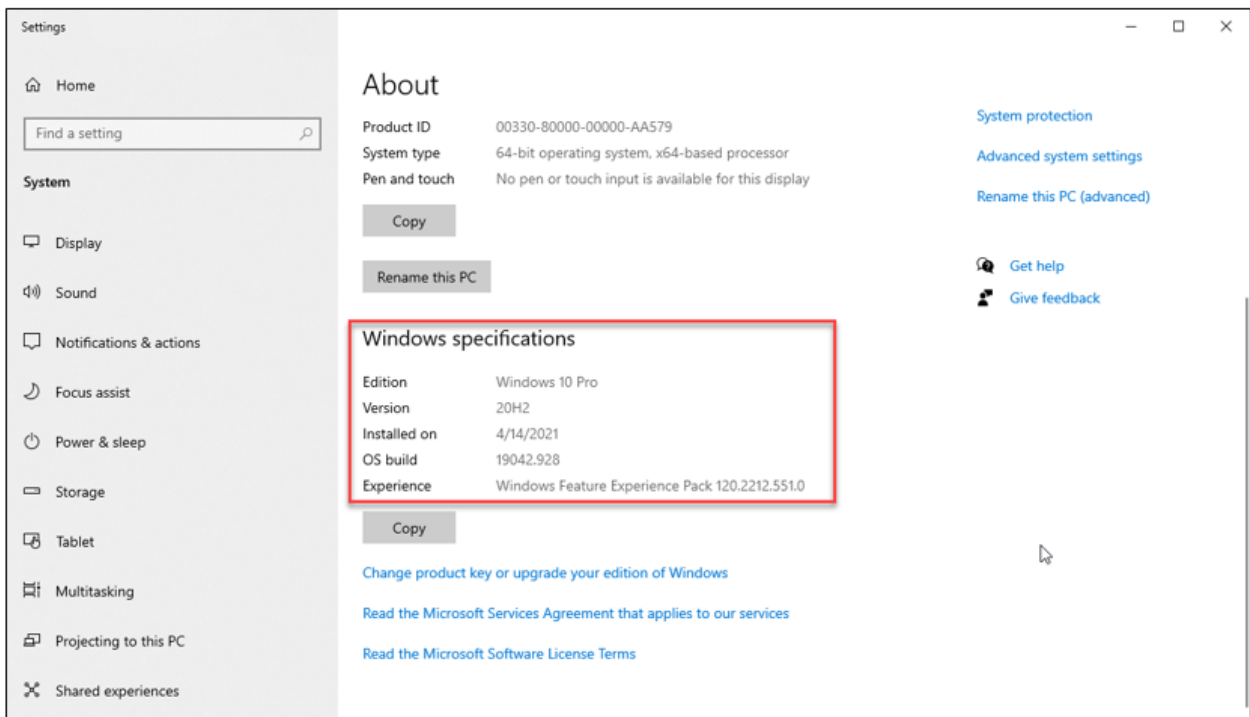 Settings
Home
Find a setting
System
Display
Sound
Notifications & actions
Focus assist
Power & sleep
Storage
Tablet
Multitasking
Projecting to this PC
Shared experiences
About
Product ID 00330-80000-00000-AA579
System type 64-bit operating system, x64-based processor
Pen and touch No pen or touch input is available for this display
Copy
Rename this PC
Windows specifications
Edition Windows 10 Pro
Version 20H2
Installed on 4/14/2021
OS build 19042.928
Experience Windows Feature Experience Pack 120.2212.551.0
Copy
Change product key or upgrade your edition of Windows
Read the Microsoft Services Agreement that applies to our services
Read the Microsoft Software License Terms
System protection
Advanced system settings
Rename this PC (advanced)
Get help
Give feedback